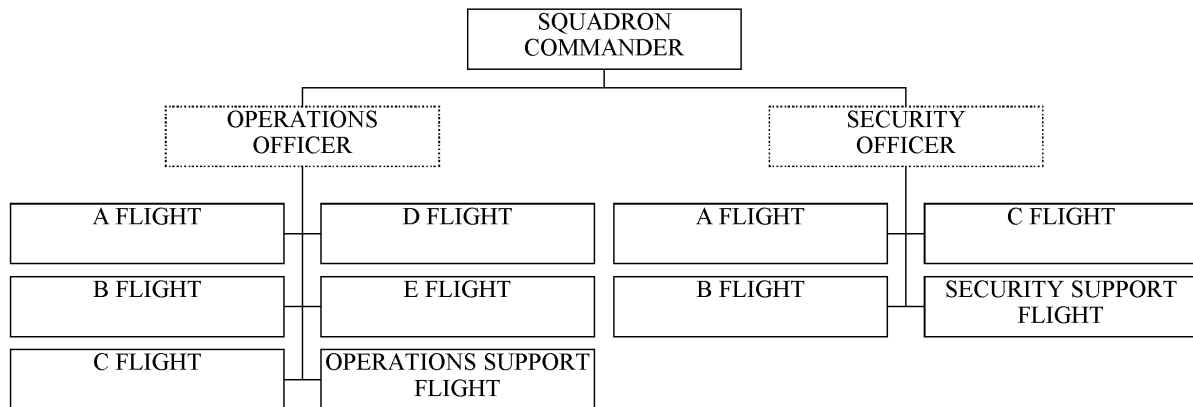 SQUADRON
COMMANDER
OPERATIONS
OFFICER
SECURITY
OFFICER
A FLIGHT
D FLIGHT
A FLIGHT
C FLIGHT
B FLIGHT
E FLIGHT
B FLIGHT
SECURITY SUPPORT
FLIGHT
C FLIGHT
OPERATIONS SUPPORT
FLIGHT